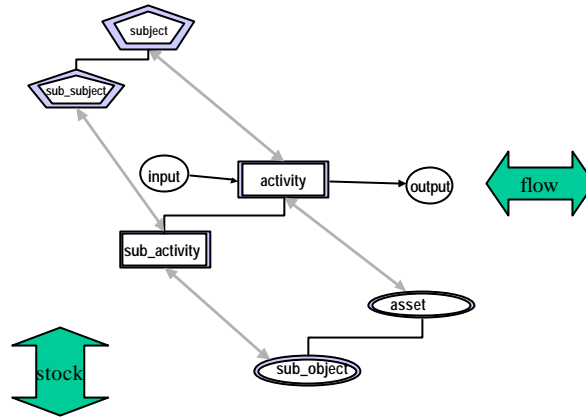 subject
sub_subject
input
activity
output
flow
sub_activity
asset
stock
sub_object